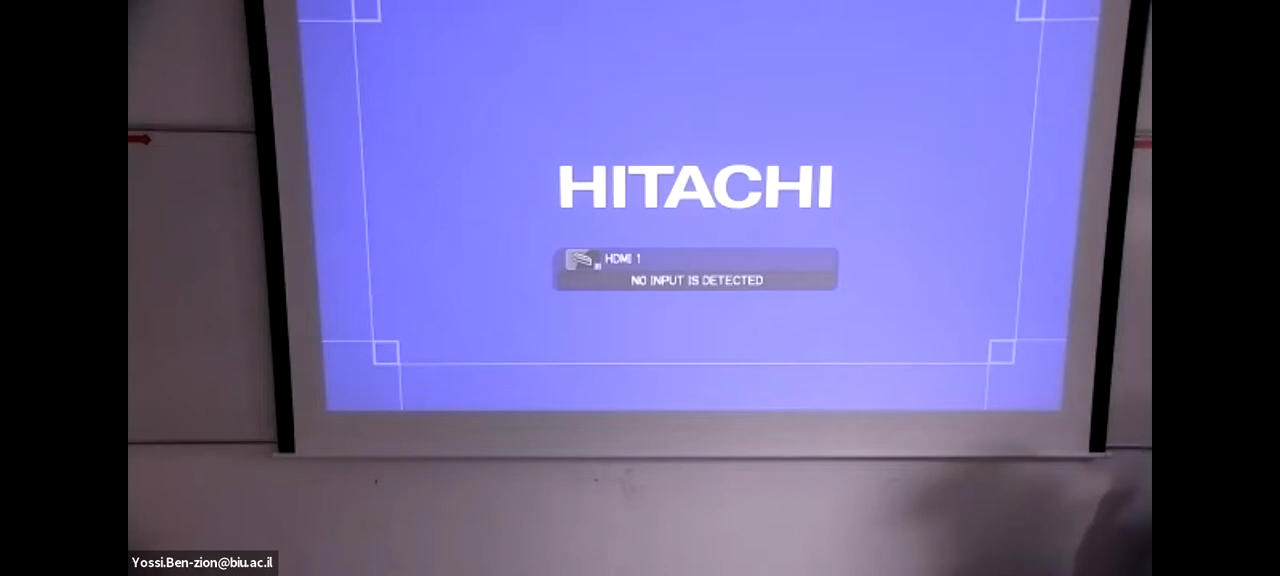 HITACHI
HDMI 1
NO INPUT IS DETECTED
Yossi.Ben-zion@biu.ac.il